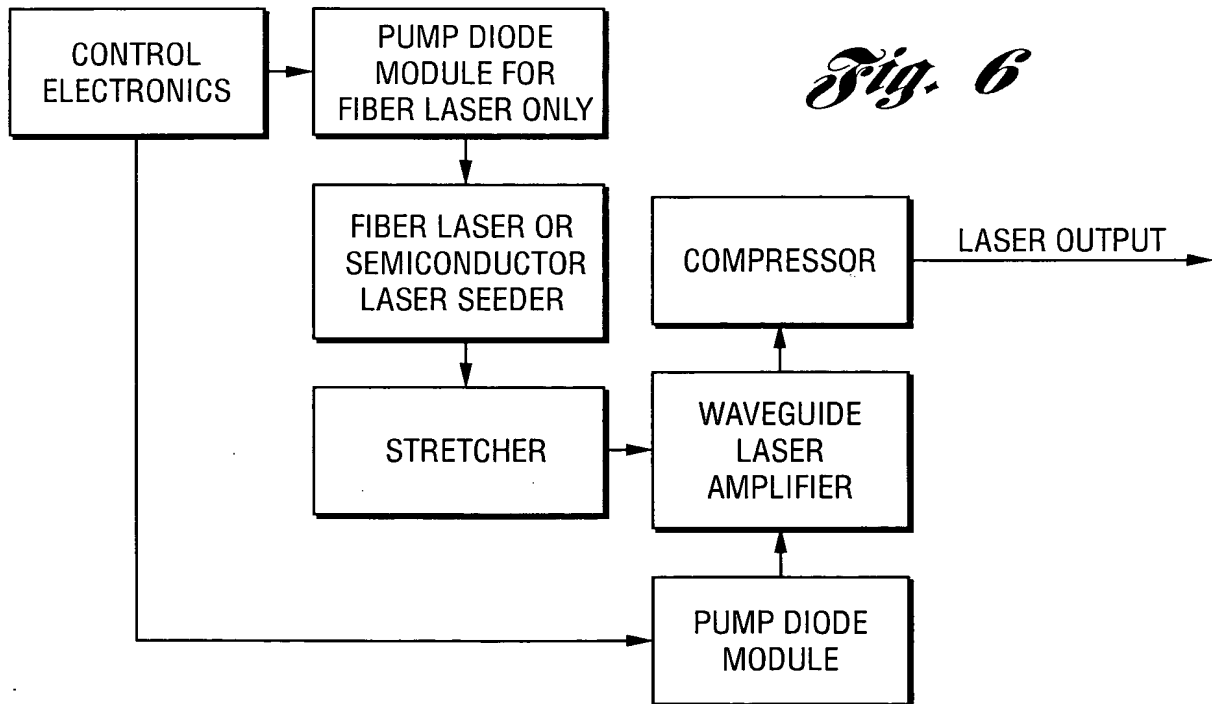 Fig. 6
CONTROL
ELECTRONICS
PUMP DIODE
MODULE FOR
FIBER LASER ONLY
FIBER LASER OR
SEMICONDUCTOR
LASER SEEDER
STRETCHER
COMPRESSOR
LASER OUTPUT
WAVEGUIDE
LASER
AMPLIFIER
PUMP DIODE
MODULE